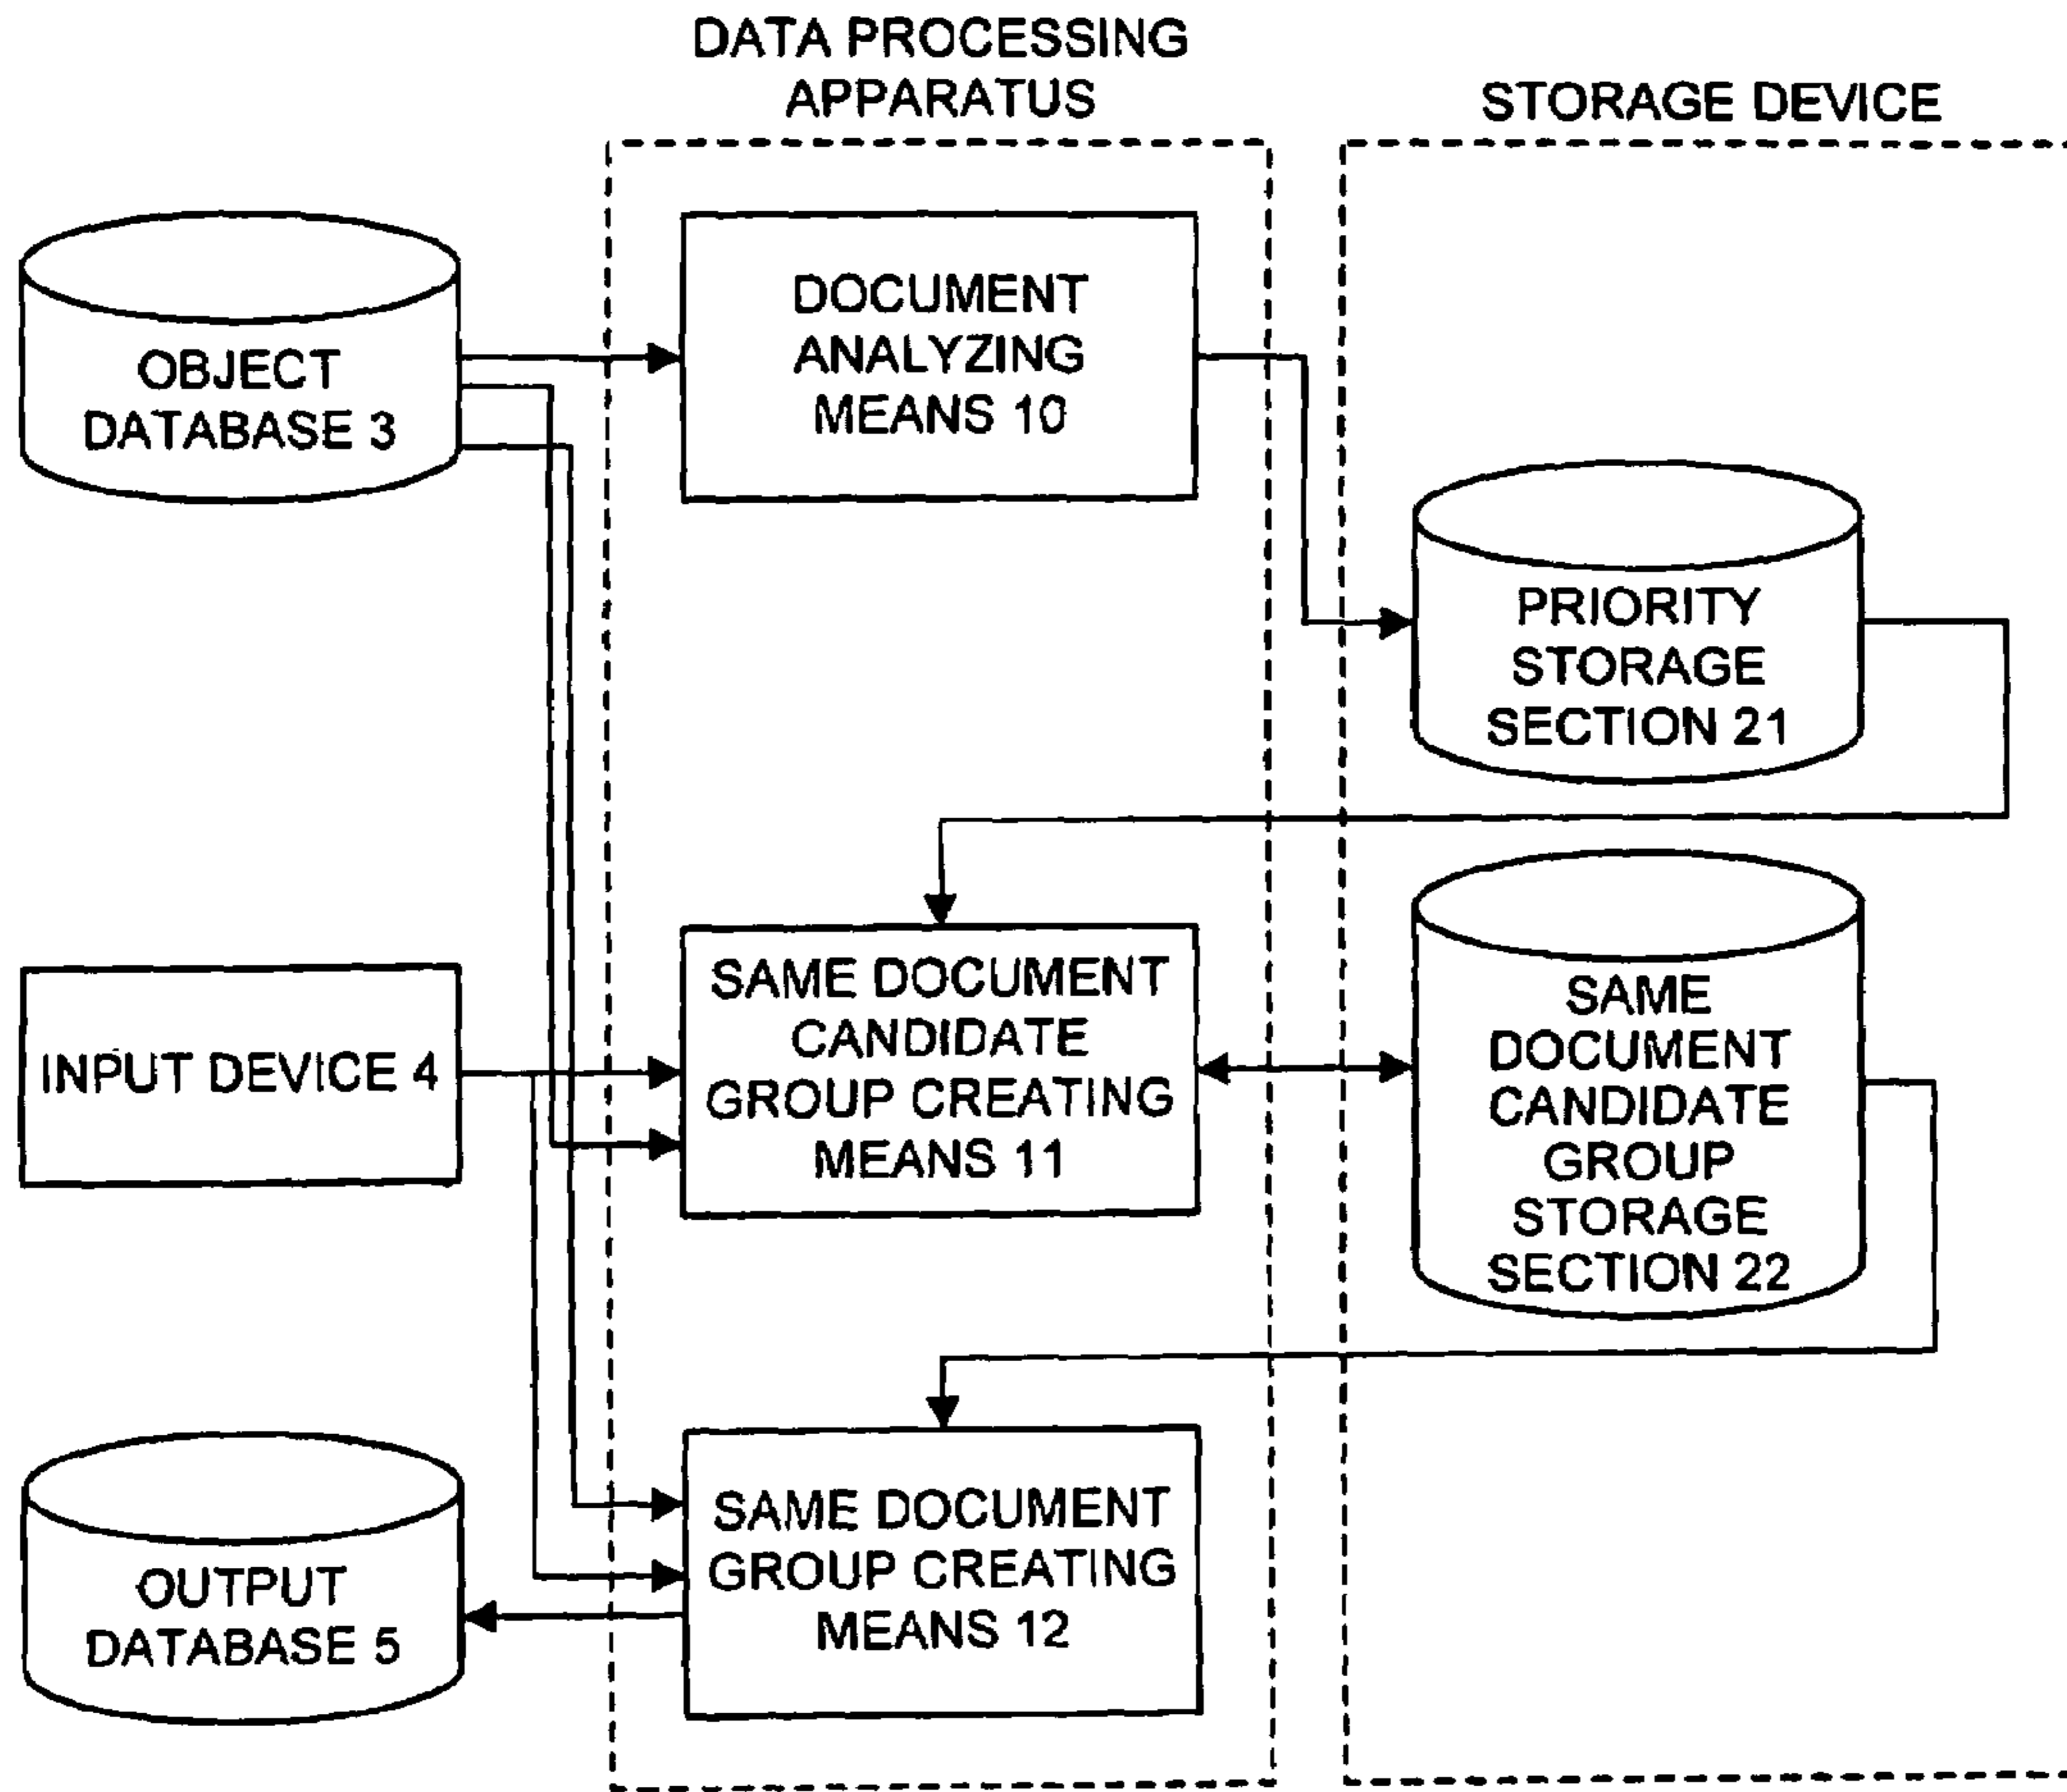 DATA PROCESSING
APPARATUS
STORAGE DEVICE
OBJECT
DATABASE 3
DOCUMENT
ANALYZING
MEANS 10
PRIORITY
STORAGE
SECTION 21
INPUT DEVICE 4
SAME DOCUMENT
CANDIDATE
GROUP CREATING
MEANS 11
SAME
DOCUMENT
CANDIDATE
GROUP
STORAGE
SECTION 22
OUTPUT
DATABASE 5
SAME DOCUMENT
GROUP CREATING
MEANS 12